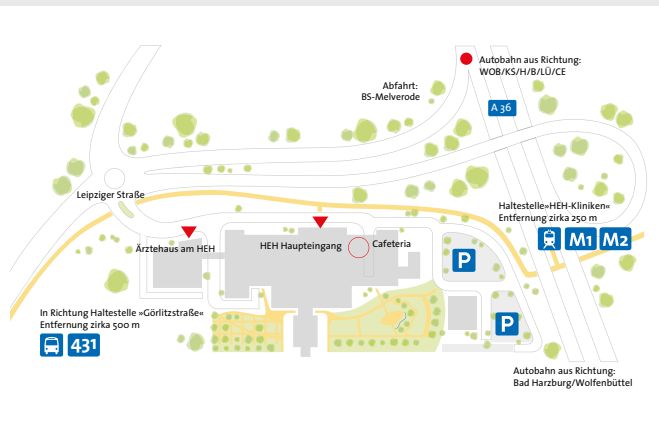 Autobahn aus Richtung:
WOB/KS/H/B/LÜ/CE
Abfahrt:
BS-Melverode
A 36
Leipziger Straße
Haltestelle»HEH-Kliniken«
Entfernung zirka 250 m
M1 M2
Ärztehaus am HEH
HEH Haupteingang
Cafeteria
P
P
In Richtung Haltestelle »Görlitzstraße«
Entfernung zirka 500 m
431
Autobahn aus Richtung:
Bad Harzburg/Wolfenbüttel